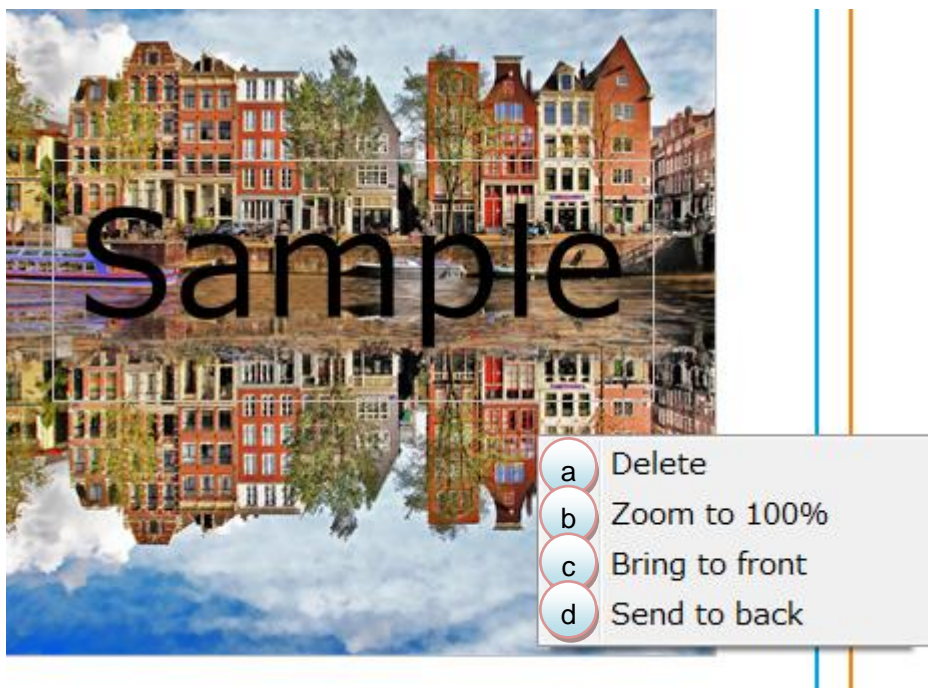 Sample
a Delete
b Zoom to 100%
c Bring to front
d Send to back